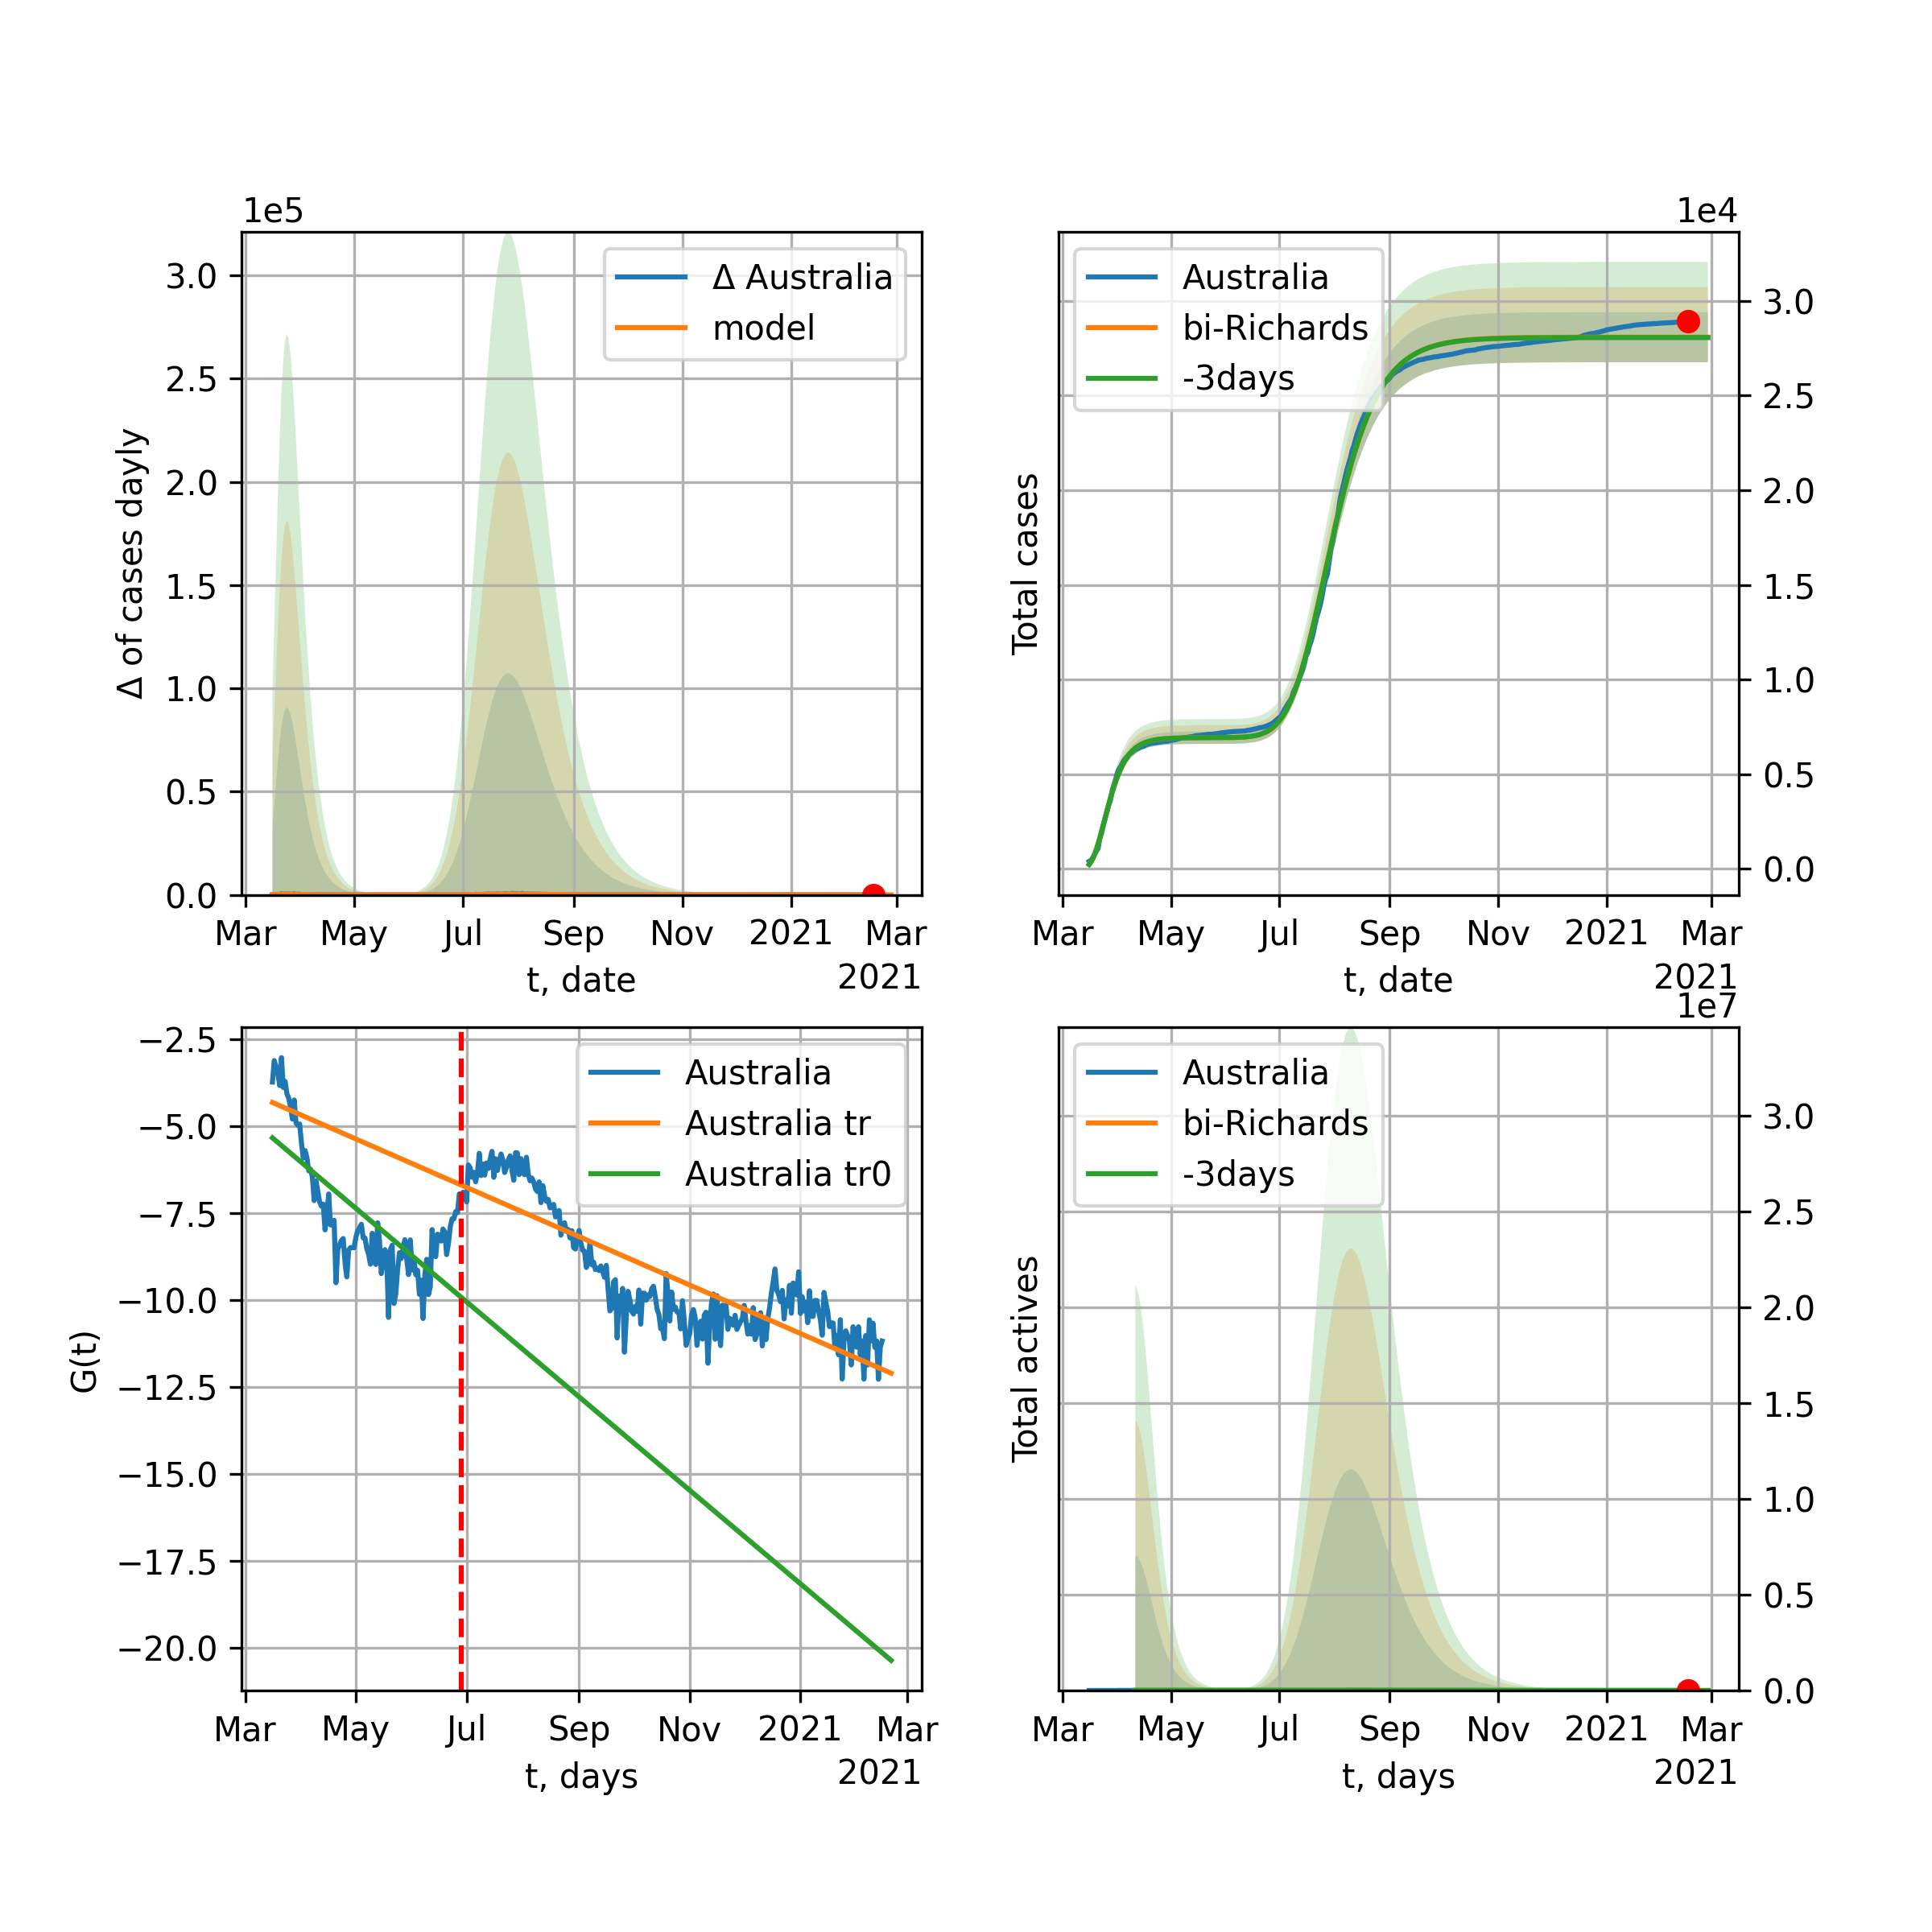 1e5
Δ of cases dayly
3.0
2.5
2.0
1.5
1.0
0.5
0.0
Δ Australia
model
Mar May Jul Sep Nov 2021 Mar
2021
t, date
1e4
Total cases
Australia
bi-Richards
-3days
3.0
2.5
2.0
1.5
1.0
0.5
0.0
Mar May Jul Sep Nov 2021 Mar
2021
t, date
G(t)
−2.5
−5.0
−7.5
−10.0
−12.5
−15.0
−17.5
−20.0
Australia
Australia tr
Australia tr0
Mar May Jul Sep Nov 2021 Mar
2021
t, days
1e7
Total actives
Australia
bi-Richards
-3days
3.0
2.5
2.0
1.5
1.0
0.5
0.0
Mar May Jul Sep Nov 2021 Mar
2021
t, days